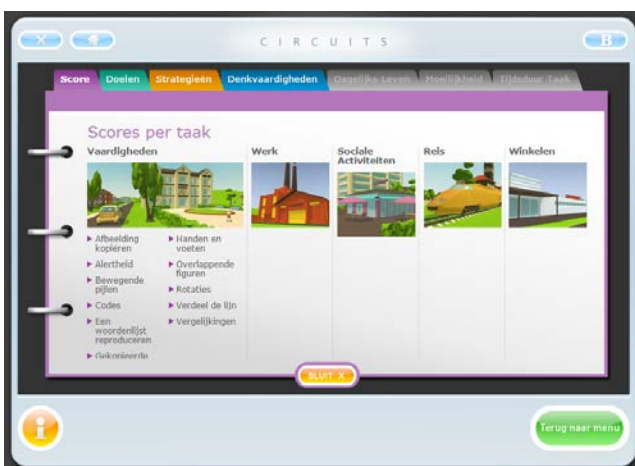 CIRCUITS
B
Score Doelen Strategieën Denkvaardigheden Dagelijks Leven Moeilijkheid Tijdsduur Taak
Scores per taak
Vaardigheden Werk Sociale Activiteiten Reis Winkelen
Afbeelding kopiëren
Alertheid
Bewegende pijlen
Codes
Een woordenlijst reproduceren
Gekopieerde
Handen en voeten
Overlappende figuren
Rotaties
Verdeel de lijn
Vergelijkingen
SLUIT X
i
Terug naar menu